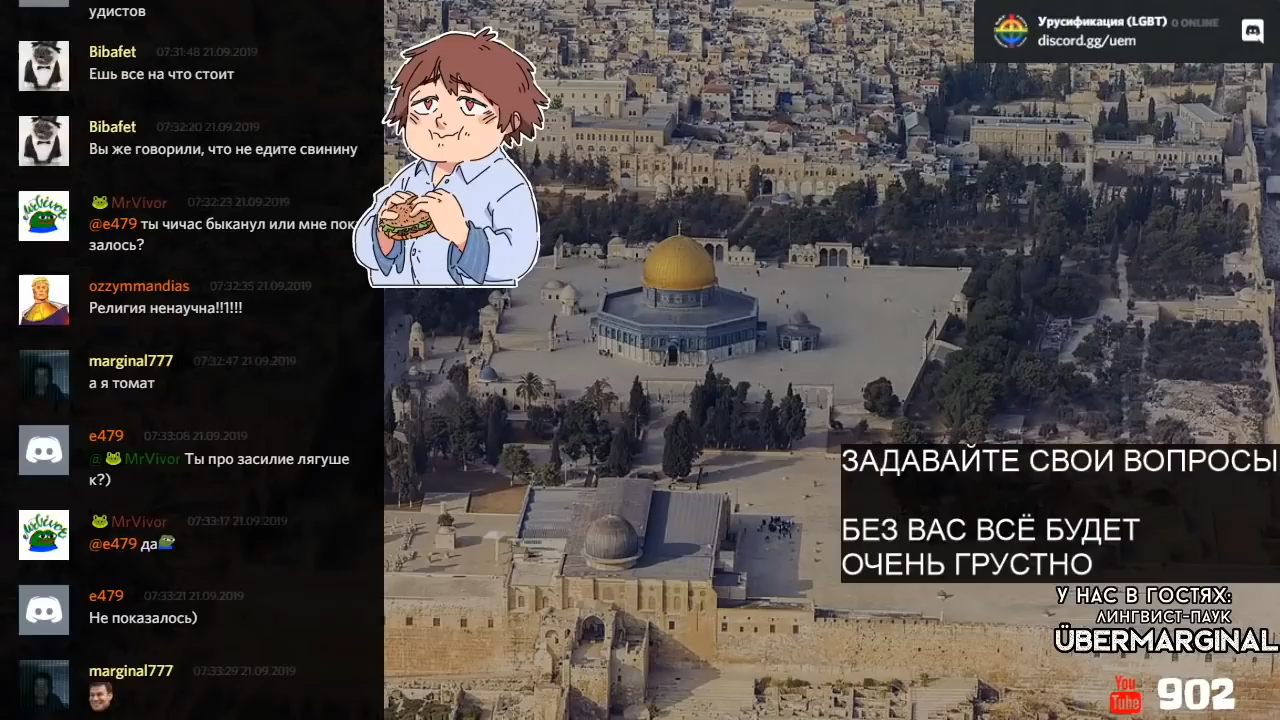 удистов
Bibafet 07:31:48 21.09.2019
Ешь все на что стоит
Bibafet 07:32:20 21.09.2019
Вы же говорили, что не едите свинину
MrVivor 07:32:23 21.09.2019
@e479 ты чичас быканул или мне пок
залось?
ozzymmandias 07:32:35 21.09.2019
Религия ненаучна!!1!!!
marginal777 07:32:47 21.09.2019
а я томат
e479 07:33:08 21.09.2019
@MrVivor Ты про засилие лягуше
к?)
MrVivor 07:33:17 21.09.2019
@e479 да
e479 07:33:21 21.09.2019
Не показалось)
marginal777 07:33:29 21.09.2019
Урусификация (LGBT) 0 ONLINE
discord.gg/uem
ЗАДАВАЙТЕ СВОИ ВОПРОСЫ
БЕЗ ВАС ВСЁ БУДЕТ
ОЧЕНЬ ГРУСТНО
У НАС В ГОСТЯХ:
ЛИНГВИСТ-ПАУК
ÜBERMARGINAL
You Tube 902